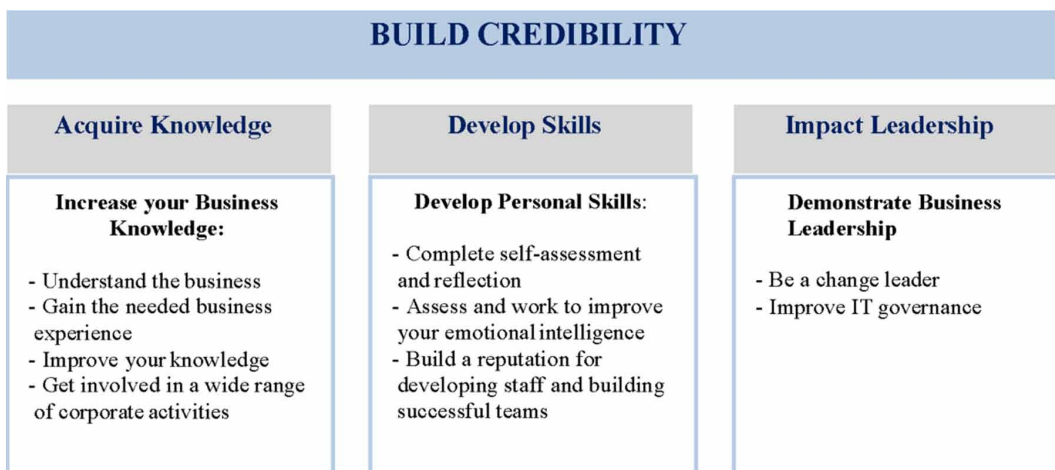 BUILD CREDIBILITY
Acquire Knowledge
Increase your Business
Knowledge:
- Understand the business
- Gain the needed business
experience
- Improve your knowledge
- Get involved in a wide range
of corporate activities
Develop Skills
Develop Personal Skills:
- Complete self-assessment
and reflection
- Assess and work to improve
your emotional intelligence
- Build a reputation for
developing staff and building
successful teams
Impact Leadership
Demonstrate Business
Leadership
- Be a change leader
- Improve IT governance